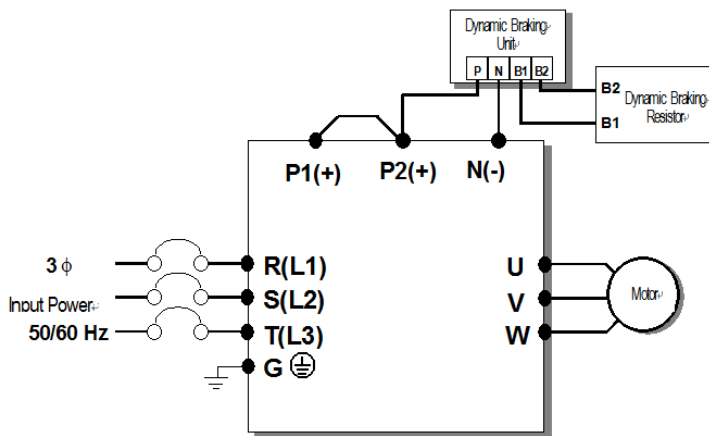 Dynamic Braking
Unit
P N B1 B2
B2
Dynamic Braking
Resistor
B1
P1(+) P2(+) N(-)
3 ϕ
R(L1)
U
Input Power
S(L2)
V
Motor
50/60 Hz
T(L3)
W
G